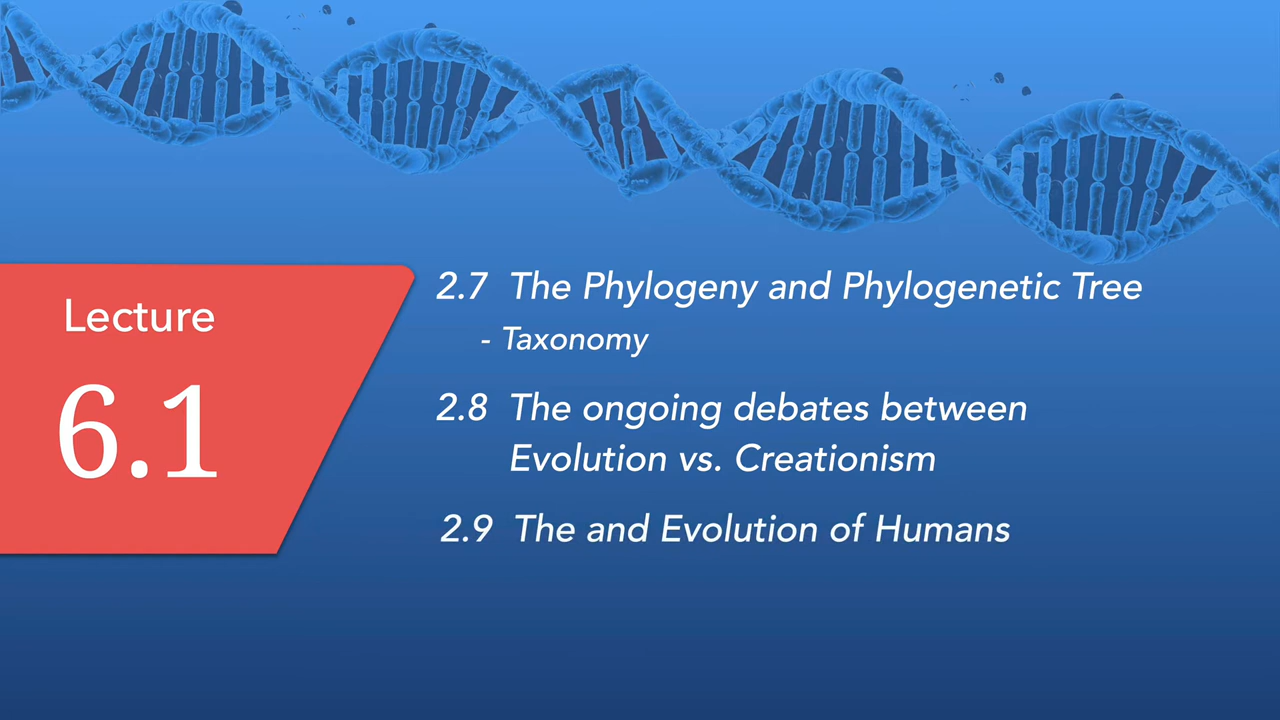 Lecture
6.1
2.7 The Phylogeny and Phylogenetic Tree
- Taxonomy
2.8 The ongoing debates between
Evolution vs. Creationism
2.9 The and Evolution of Humans